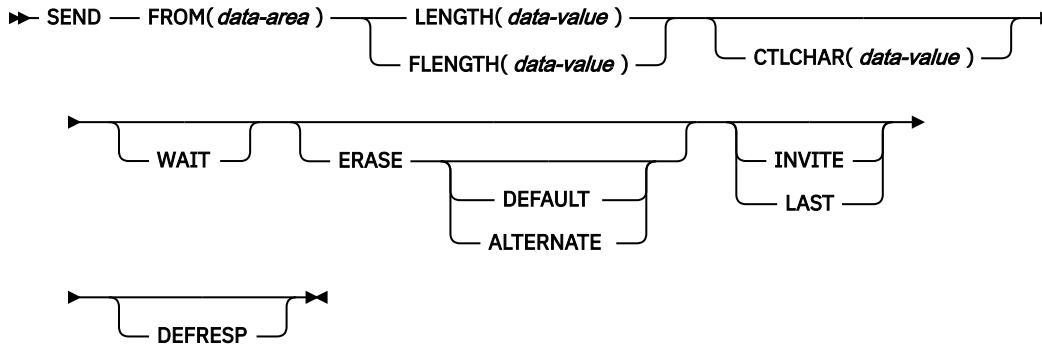 SEND FROM( data-area ) LENGTH( data-value )
FLENGTH( data-value )
CTLCHAR( data-value )
WAIT
ERASE
DEFAULT
ALTERNATE
INVITE
LAST
DEFRESP